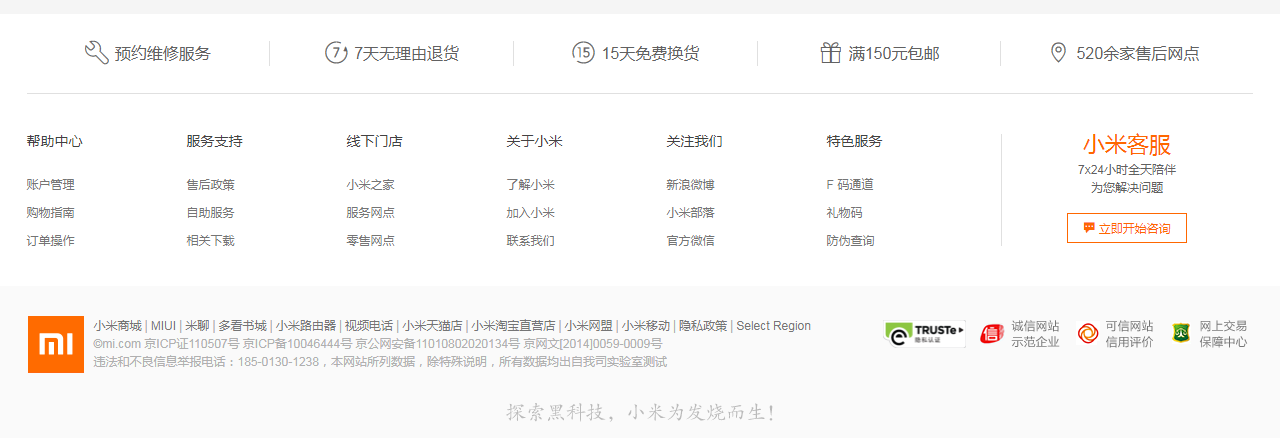 预约维修服务
7天无理由退货
15天免费换货
满150元包邮
520余家售后网点
帮助中心 服务支持 线下门店 关于小米 关注我们 特色服务
账户管理 售后政策 小米之家 了解小米 新浪微博 F 码通道
购物指南 自助服务 服务网点 加入小米 小米部落 礼物码
订单操作 相关下载 零售网点 联系我们 官方微信 防伪查询
小米客服
7x24小时全天陪伴
为您解决问题
立即开始咨询
小米商城 | MIUI | 米聊 | 多看书城 | 小米路由器 | 视频电话 | 小米天猫店 | 小米淘宝直营店 | 小米网盟 | 小米移动 | 隐私政策 | Select Region
©mi.com 京ICP证110507号 京ICP备10046444号 京公网安备11010802020134号 京网文[2014]0059-0009号
违法和不良信息举报电话：185-0130-1238，本网站所列数据，除特殊说明，所有数据均出自我司实验室测试
TRUSTe
隐私认证
诚信网站
示范企业
可信网站
信用评价
网上交易
保障中心
探索黑科技，小米为发烧而生！